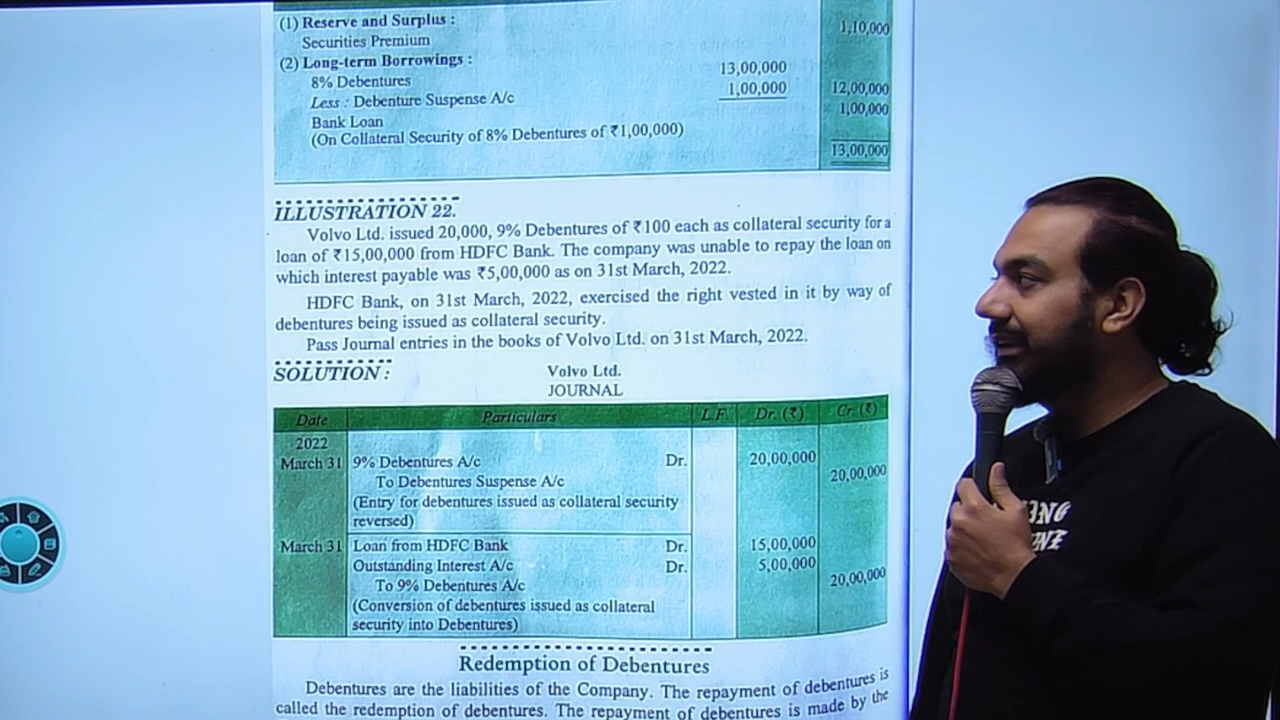 (1) Reserve and Surplus :
Securities Premium 1,10,000
(2) Long-term Borrowings :
8% Debentures 13,00,000
Less : Debenture Suspense A/c 1,00,000 12,00,000
Bank Loan 1,00,000
(On Collateral Security of 8% Debentures of ₹1,00,000)
13,00,000
ILLUSTRATION 22.
Volvo Ltd. issued 20,000, 9% Debentures of ₹100 each as collateral security for a
loan of ₹15,00,000 from HDFC Bank. The company was unable to repay the loan on
which interest payable was ₹5,00,000 as on 31st March, 2022.
HDFC Bank, on 31st March, 2022, exercised the right vested in it by way of
debentures being issued as collateral security.
Pass Journal entries in the books of Volvo Ltd. on 31st March, 2022.
SOLUTION : Volvo Ltd.
JOURNAL
Date Particulars L.F. Dr. (₹) Cr. (₹)
2022
March 31 9% Debentures A/c Dr. 20,00,000
To Debentures Suspense A/c 20,00,000
(Entry for debentures issued as collateral security
reversed)
March 31 Loan from HDFC Bank Dr. 15,00,000
Outstanding Interest A/c Dr. 5,00,000
To 9% Debentures A/c 20,00,000
(Conversion of debentures issued as collateral
security into Debentures)
Redemption of Debentures
Debentures are the liabilities of the Company. The repayment of debentures is
called the redemption of debentures. The repayment of debentures is made by the